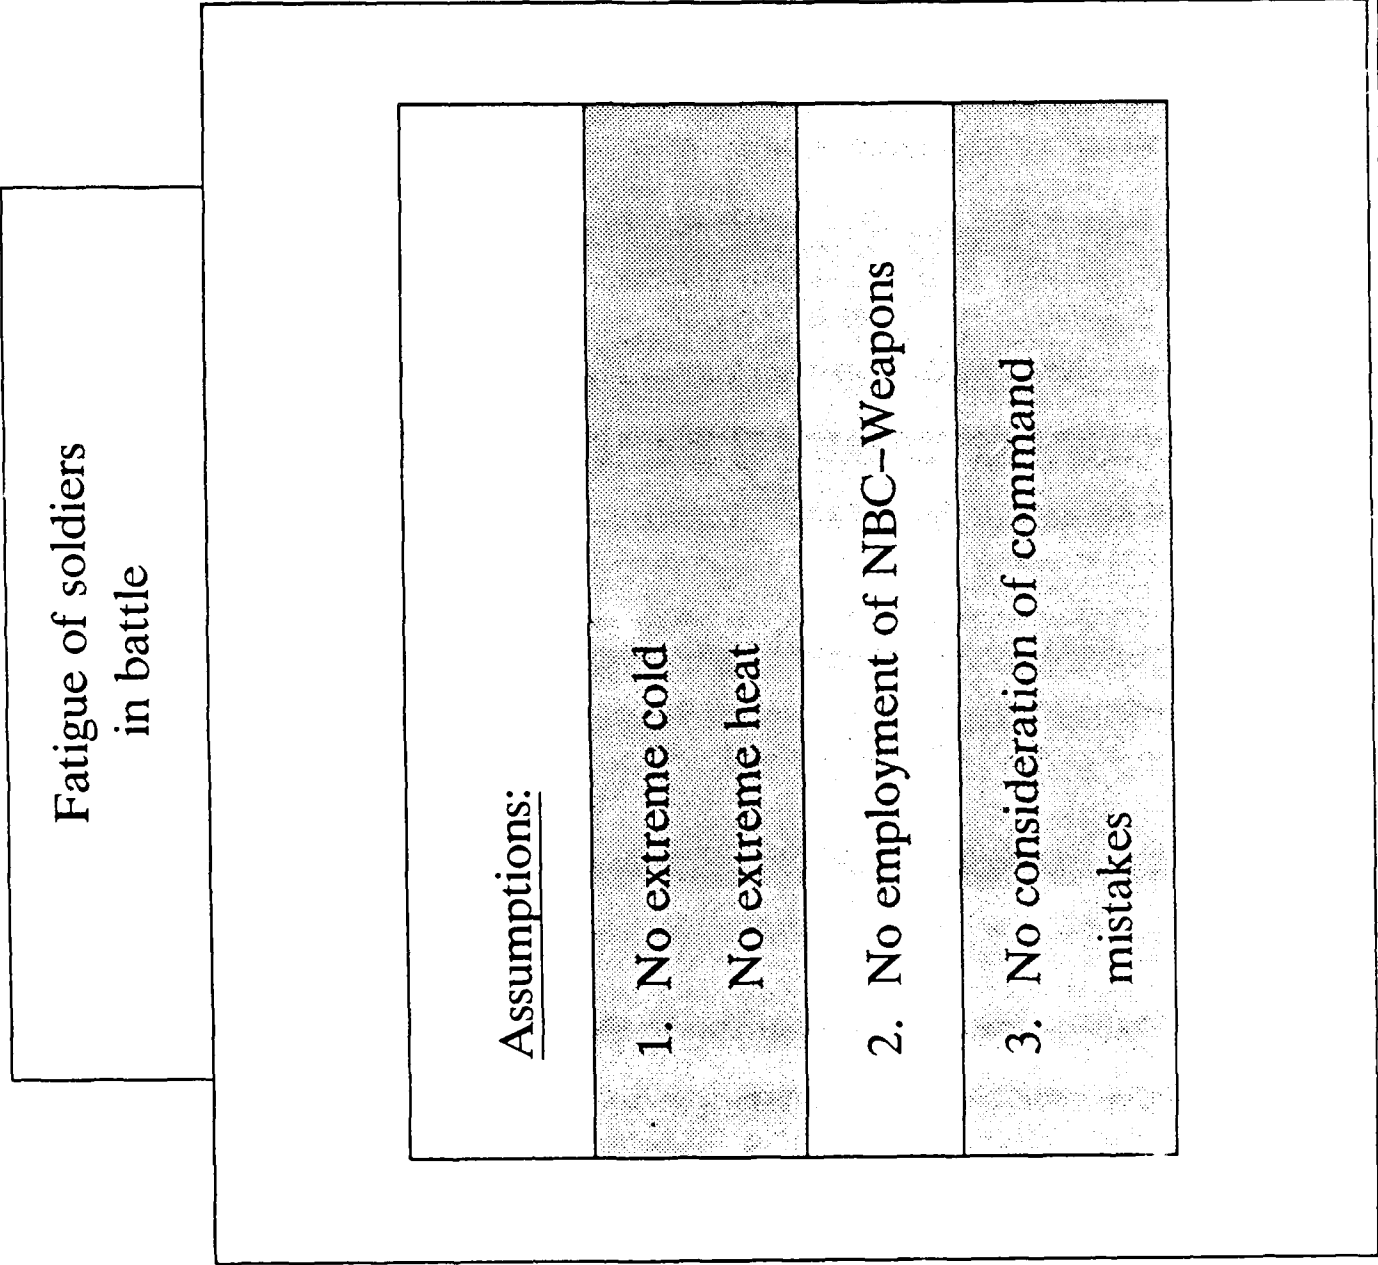 Fatigue of soldiers
in battle
Assumptions:
1. No extreme cold
No extreme heat
2. No employment of NBC-Weapons
3. No consideration of command
mistakes